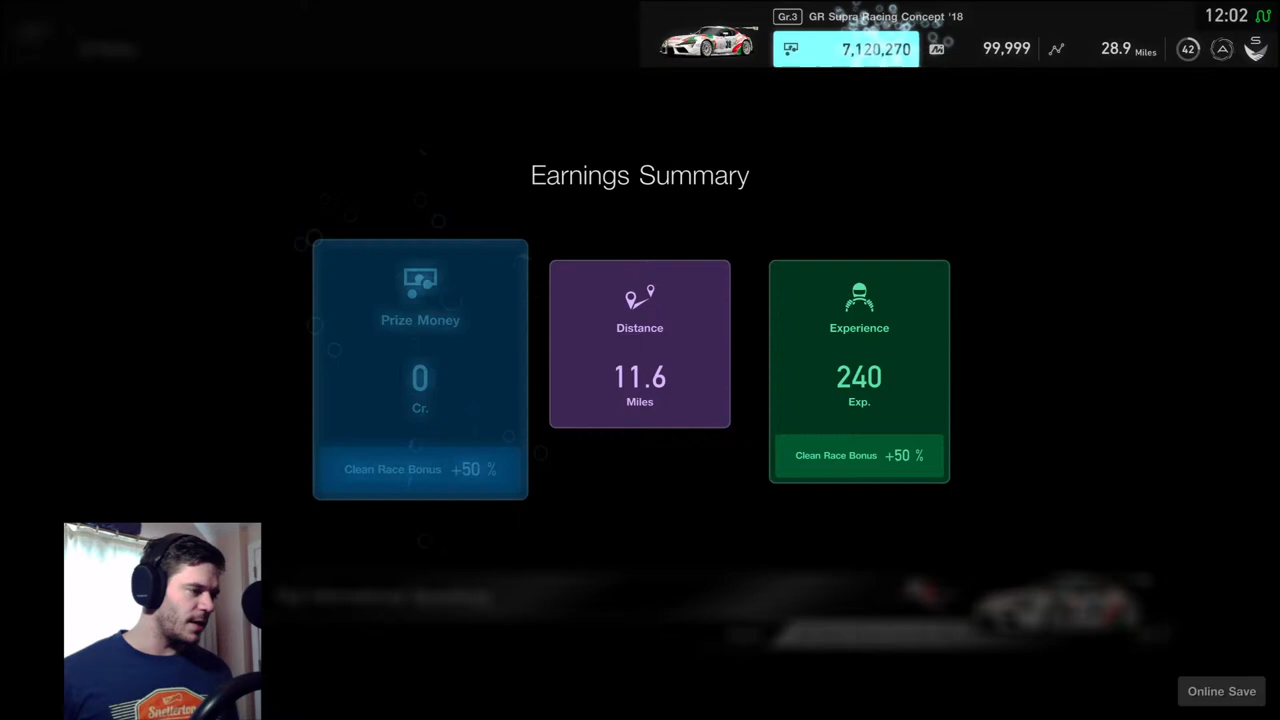 Gr.3 GR Supra Racing Concept '18
12:02
7,120,270 99,999 28.9 Miles 42 A S
Earnings Summary
Prize Money
0
Cr.
Clean Race Bonus +50 %
Distance
11.6
Miles
Experience
240
Exp.
Clean Race Bonus +50 %
Snetterton
Online Save